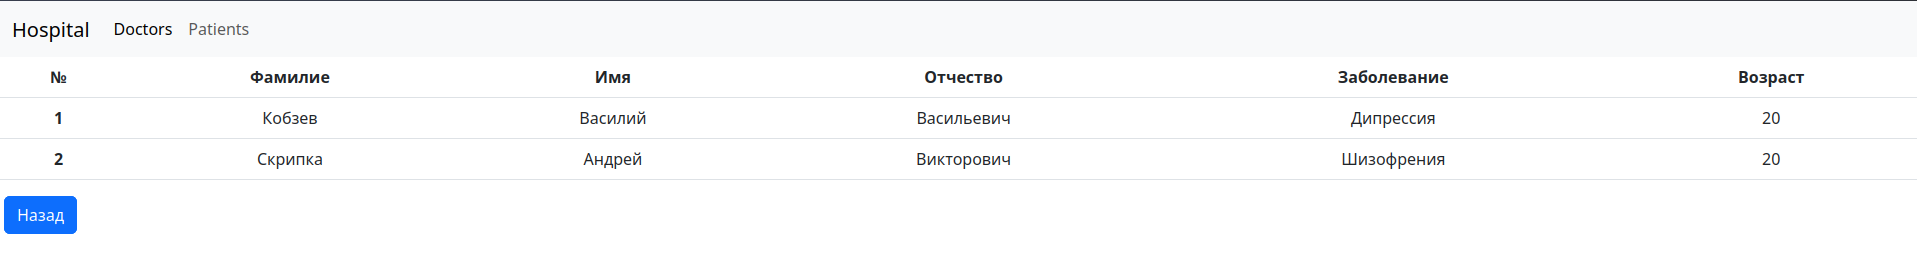 Hospital Doctors Patients
№ Фамилие Имя Отчество Заболевание Возраст
1 Кобзев Василий Васильевич Дипрессия 20
2 Скрипка Андрей Викторович Шизофрения 20
Назад